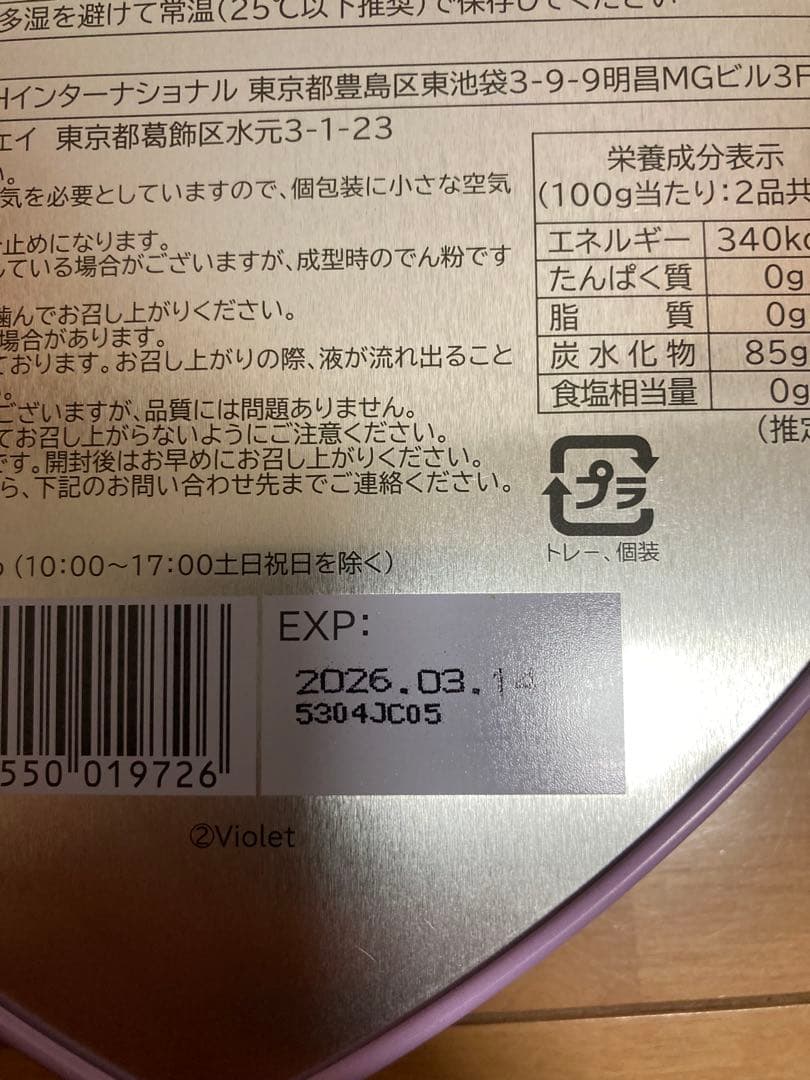 多湿を避けて常温(25℃以下推奨)で保存してください
Hインターナショナル 東京都豊島区東池袋3-9-9明昌MGビル3F
ェイ 東京都葛飾区水元3-1-23
い。
気を必要としていますので、個包装に小さな空気
止めになります。
している場合がございますが、成型時のでん粉です
噛んでお召し上がりください。
場合があります。
ております。お召し上がりの際、液が流れ出ること
ございますが、品質には問題ありません。
てお召し上がらないようにご注意ください。
です。開封後はお早めにお召し上がりください。
ら、下記のお問い合わせ先までご連絡ください。
(10:00〜17:00土日祝日を除く)
栄養成分表示
(100g当たり:2品共
エネルギー 340kc
たんぱく質 0g
脂質 0g
炭水化物 85g
食塩相当量 0g
(推定
プラ
トレー、個装
EXP:
2026.03.14
5304JC05
550 019726
②Violet